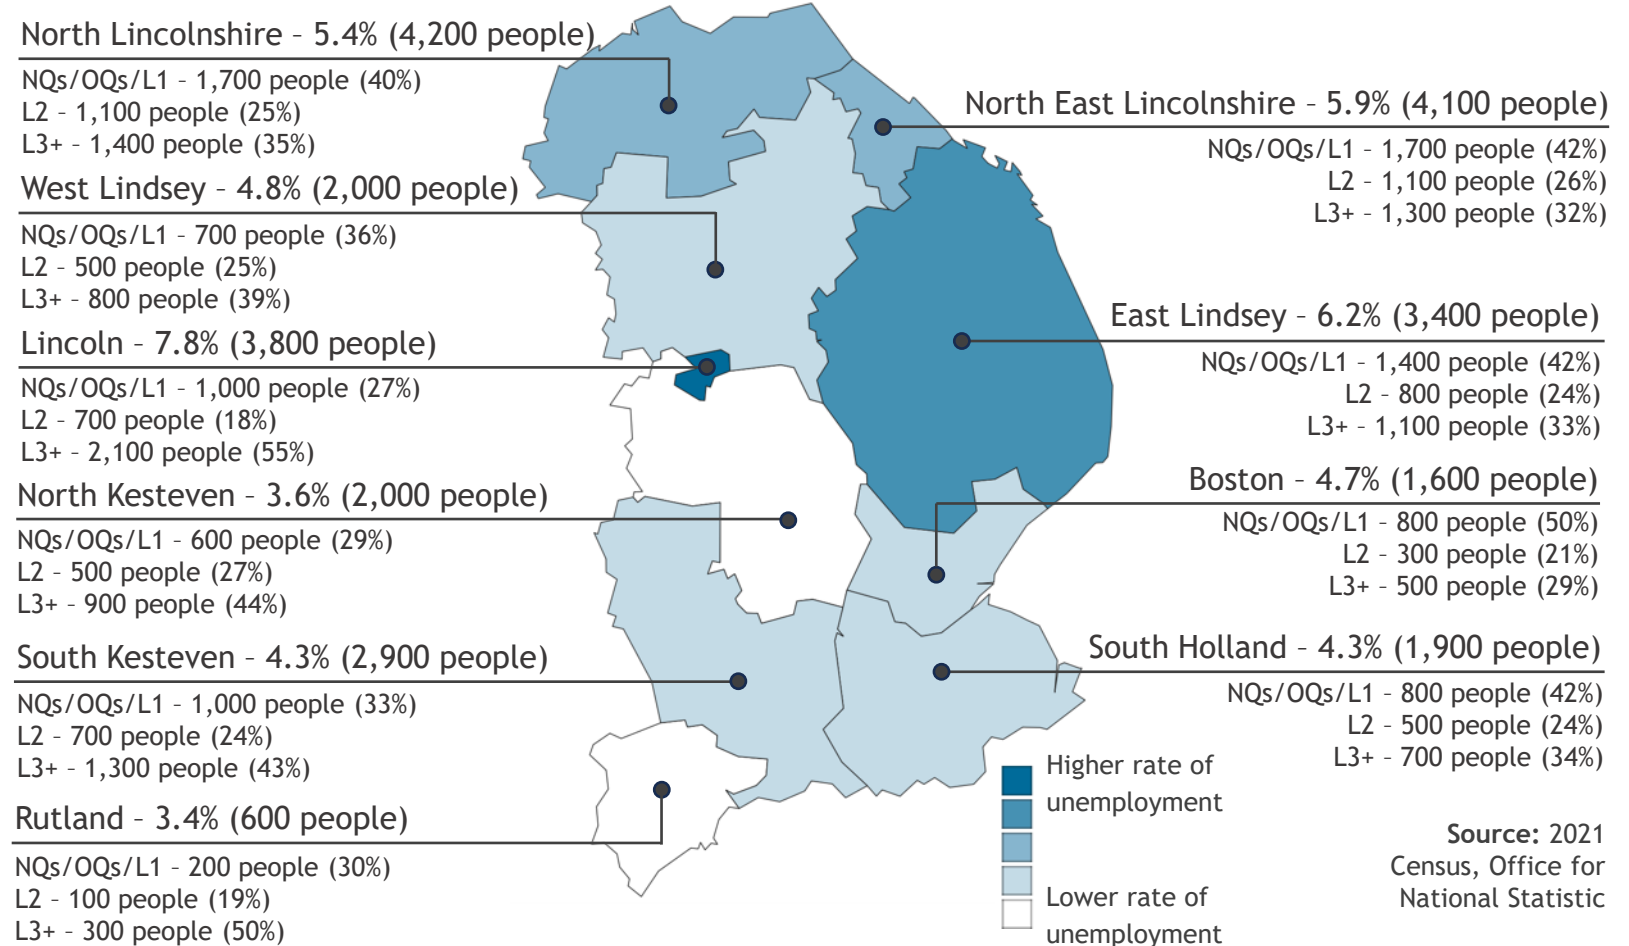 North Lincolnshire – 5.4% (4,200 people)
NQs/OQs/L1 – 1,700 people (40%)
L2 – 1,100 people (25%)
L3+ – 1,400 people (35%)
West Lindsey – 4.8% (2,000 people)
NQs/OQs/L1 – 700 people (36%)
L2 – 500 people (25%)
L3+ – 800 people (39%)
Lincoln – 7.8% (3,800 people)
NQs/OQs/L1 – 1,000 people (27%)
L2 – 700 people (18%)
L3+ – 2,100 people (55%)
North Kesteven – 3.6% (2,000 people)
NQs/OQs/L1 – 600 people (29%)
L2 – 500 people (27%)
L3+ – 900 people (44%)
South Kesteven – 4.3% (2,900 people)
NQs/OQs/L1 – 1,000 people (33%)
L2 – 700 people (24%)
L3+ – 1,300 people (43%)
Rutland – 3.4% (600 people)
NQs/OQs/L1 – 200 people (30%)
L2 – 100 people (19%)
L3+ – 300 people (50%)
North East Lincolnshire – 5.9% (4,100 people)
NQs/OQs/L1 – 1,700 people (42%)
L2 – 1,100 people (26%)
L3+ – 1,300 people (32%)
East Lindsey – 6.2% (3,400 people)
NQs/OQs/L1 – 1,400 people (42%)
L2 – 800 people (24%)
L3+ – 1,100 people (33%)
Boston – 4.7% (1,600 people)
NQs/OQs/L1 – 800 people (50%)
L2 – 300 people (21%)
L3+ – 500 people (29%)
South Holland – 4.3% (1,900 people)
NQs/OQs/L1 – 800 people (42%)
L2 – 500 people (24%)
L3+ – 700 people (34%)
Higher rate of
unemployment
Lower rate of
unemployment
Source: 2021
Census, Office for
National Statistic